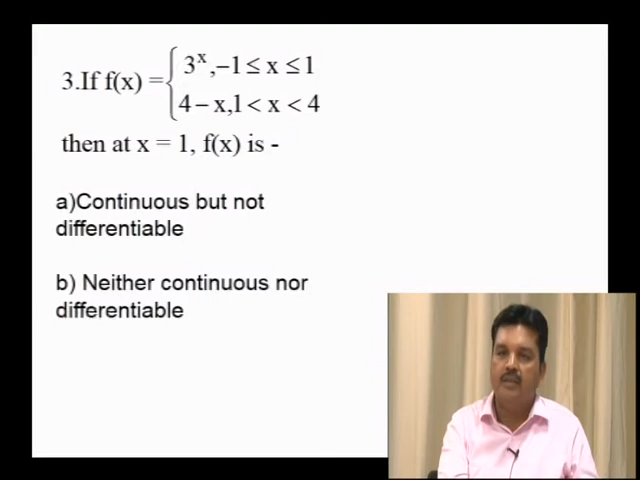 3.If f(x) = { 3ˣ,−1 ≤ x ≤ 1
4 − x,1 < x < 4
then at x = 1, f(x) is -
a)Continuous but not
differentiable
b) Neither continuous nor
differentiable